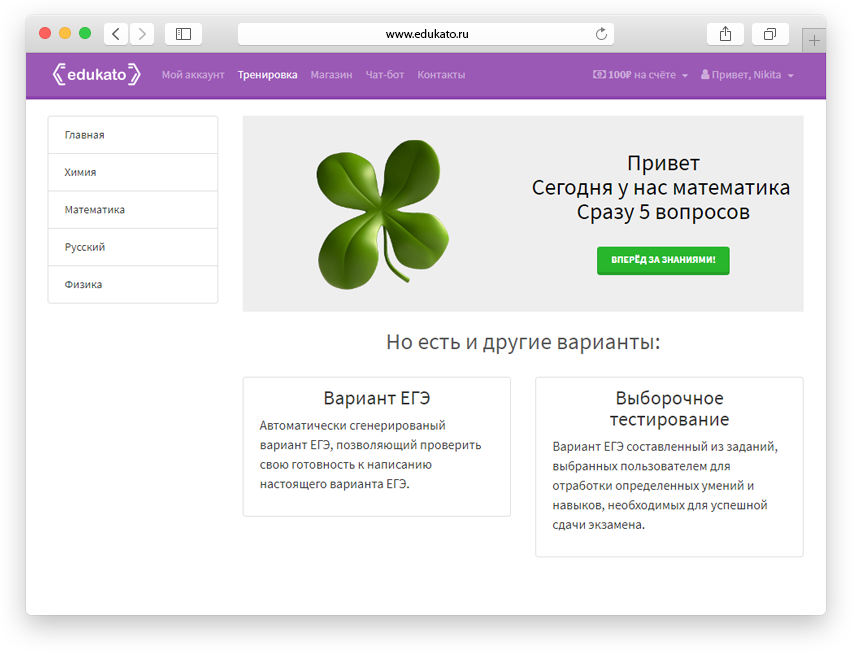 www.edukato.ru
edukato
Мой аккаунт Тренировка Магазин Чат-бот Контакты
100₽ на счёте Привет, Nikita
Главная
Химия
Математика
Русский
Физика
Привет
Сегодня у нас математика
Сразу 5 вопросов
ВПЕРЁД ЗА ЗНАНИЯМИ!
Но есть и другие варианты:
Вариант ЕГЭ
Автоматически сгенерированый
вариант ЕГЭ, позволяющий проверить
свою готовность к написанию
настоящего варианта ЕГЭ.
Выборочное
тестирование
Вариант ЕГЭ составленный из заданий,
выбранных пользователем для
отработки определенных умений и
навыков, необходимых для успешной
сдачи экзамена.